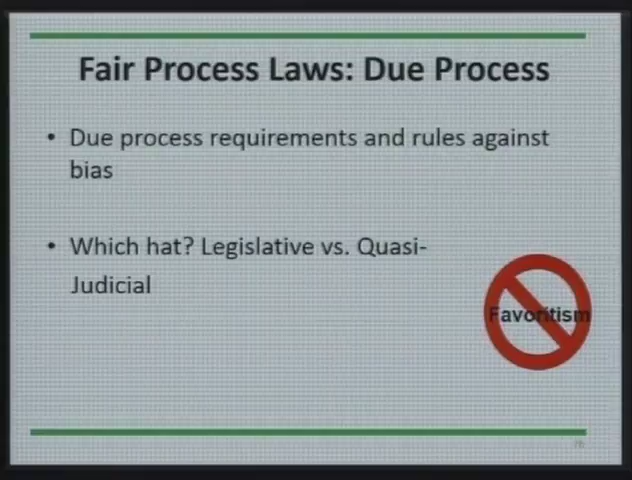 Fair Process Laws: Due Process
• Due process requirements and rules against
bias
• Which hat? Legislative vs. Quasi-
Judicial
Favoritism